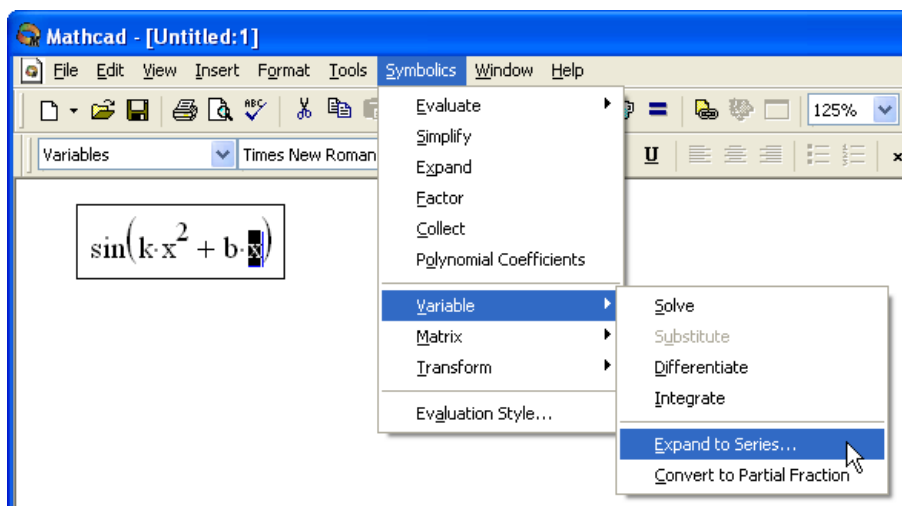 Mathcad - [Untitled:1]
File Edit View Insert Format Tools Symbolics Window Help
125%
Variables Times New Roman U
sin(k·x² + b·x)
Evaluate
Simplify
Expand
Factor
Collect
Polynomial Coefficients
Variable
Matrix
Transform
Evaluation Style...
Solve
Substitute
Differentiate
Integrate
Expand to Series...
Convert to Partial Fraction